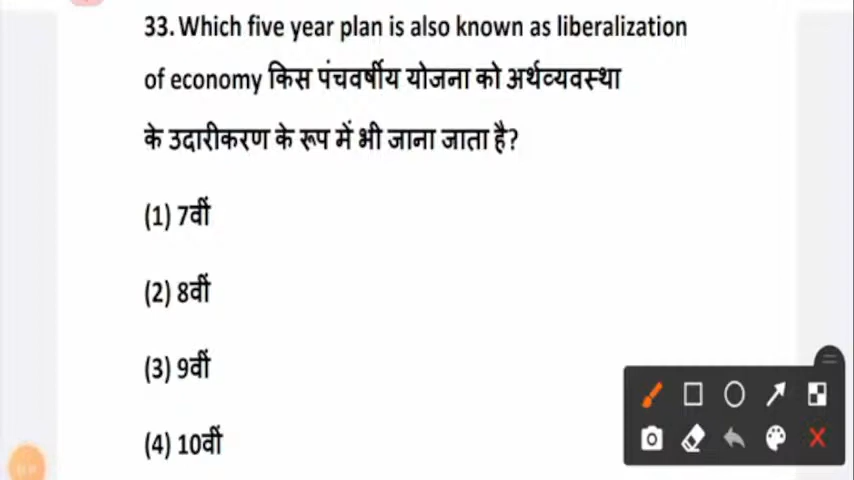 33. Which five year plan is also known as liberalization
of economy किस पंचवर्षीय योजना को अर्थव्यवस्था
के उदारीकरण के रूप में भी जाना जाता है?
(1) 7वीं
(2) 8वीं
(3) 9वीं
(4) 10वीं